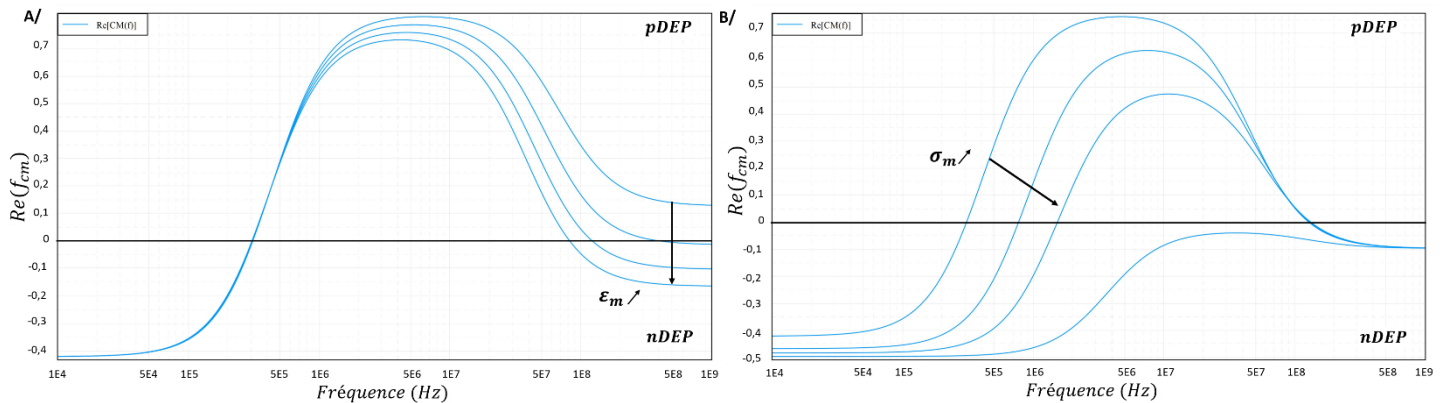 A/
Re[CM(f)]
pDEP
0,7
0,6
0,5
0,4
0,3
0,2
0,1
0
-0,1
-0,2
-0,3
-0,4
Re(f_cm)
ε_m ↗
nDEP
1E4 5E4 1E5 5E5 1E6 5E6 1E7 5E7 1E8 5E8 1E9
Fréquence (Hz)
B/
Re[CM(f)]
pDEP
0,7
0,6
0,5
0,4
0,3
0,2
0,1
0
-0,1
-0,2
-0,3
-0,4
-0,5
Re(f_cm)
σ_m ↗
nDEP
1E4 5E4 1E5 5E5 1E6 5E6 1E7 5E7 1E8 5E8 1E9
Fréquence (Hz)